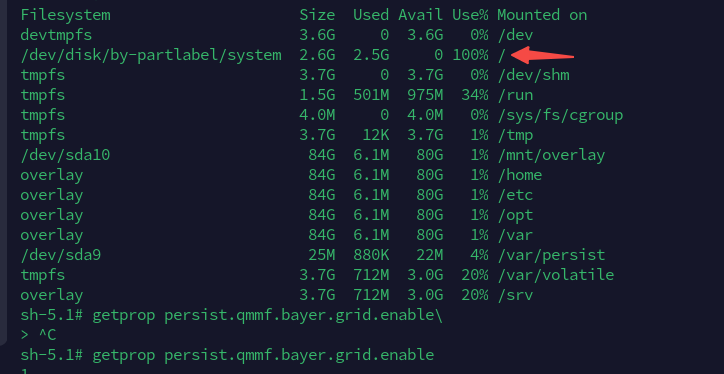 Filesystem Size Used Avail Use% Mounted on
devtmpfs 3.6G 0 3.6G 0% /dev
/dev/disk/by-partlabel/system 2.6G 2.5G 0 100% /
tmpfs 3.7G 0 3.7G 0% /dev/shm
tmpfs 1.5G 501M 975M 34% /run
tmpfs 4.0M 0 4.0M 0% /sys/fs/cgroup
tmpfs 3.7G 12K 3.7G 1% /tmp
/dev/sda10 84G 6.1M 80G 1% /mnt/overlay
overlay 84G 6.1M 80G 1% /home
overlay 84G 6.1M 80G 1% /etc
overlay 84G 6.1M 80G 1% /opt
overlay 84G 6.1M 80G 1% /var
/dev/sda9 25M 880K 22M 4% /var/persist
tmpfs 3.7G 712M 3.0G 20% /var/volatile
overlay 3.7G 712M 3.0G 20% /srv
sh-5.1# getprop persist.qmmf.bayer.grid.enable\
> ^C
sh-5.1# getprop persist.qmmf.bayer.grid.enable